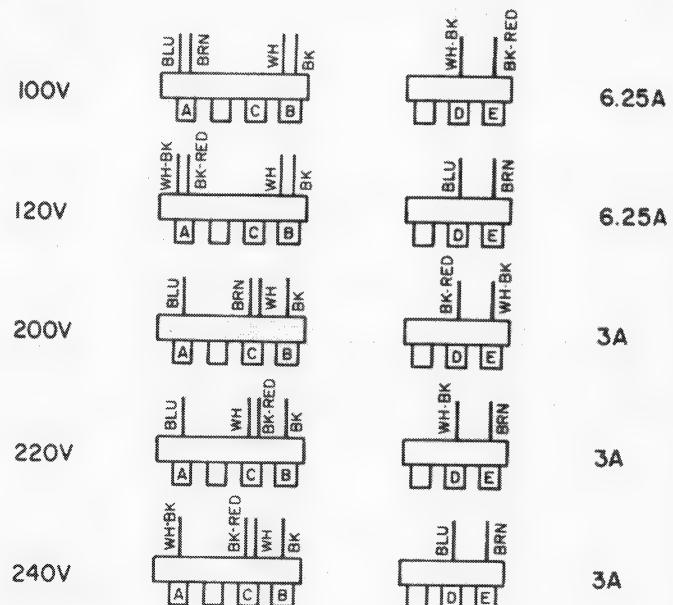 100V BLU BRN WH BK WH-BK BK-RED 6.25A
A C B D E
120V WH-BK BK-RED WH BK BLU BRN 6.25A
A C B D E
200V BLU BRN WH BK BK-RED WH-BK 3A
A C B D E
220V BLU WH BK-RED BK WH-BK BRN 3A
A C B D E
240V WH-BK BK-RED WH BK BLU BRN 3A
A C B D E